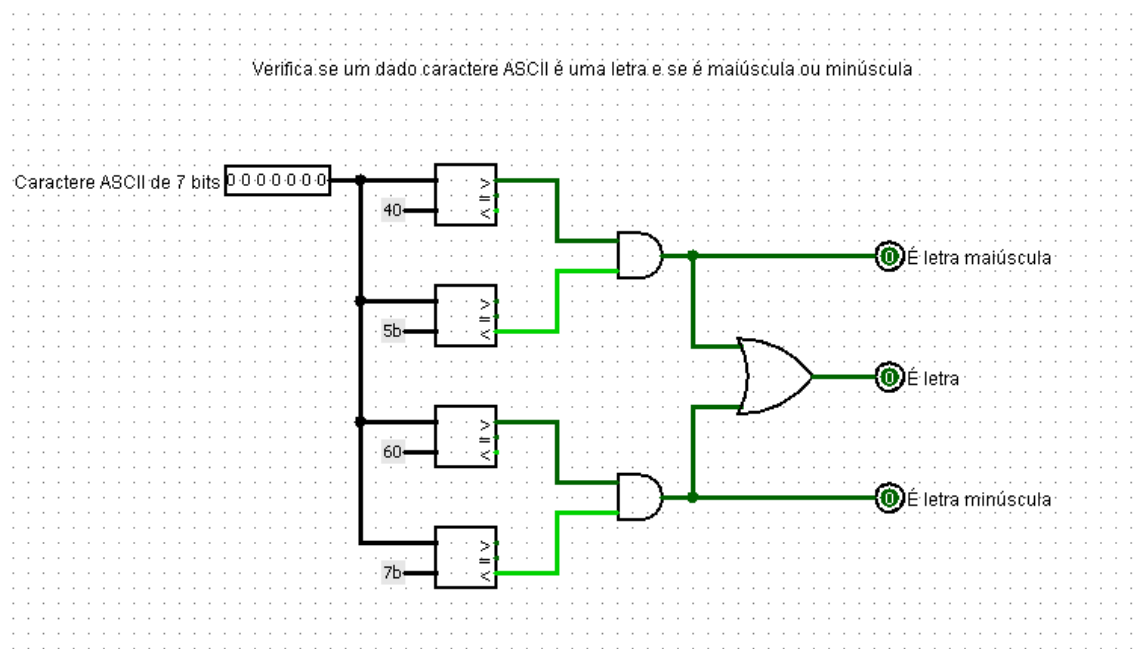 Verifica se um dado caractere ASCII é uma letra e se é maiúscula ou minúscula
Caractere ASCII de 7 bits 0 0 0 0 0 0 0
>
=
<
40
0 É letra maiúscula
>
=
<
5b
0 É letra
>
=
<
60
0 É letra minúscula
>
=
<
7b